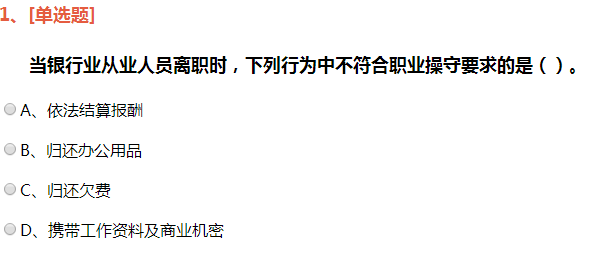 1、[单选题]
当银行业从业人员离职时，下列行为中不符合职业操守要求的是（ ）。
A、依法结算报酬
B、归还办公用品
C、归还欠费
D、携带工作资料及商业机密